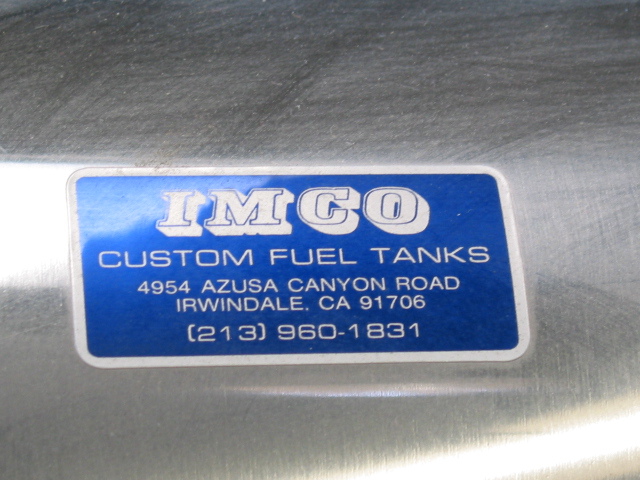 IMCO
CUSTOM FUEL TANKS
4954 AZUSA CANYON ROAD
IRWINDALE, CA 91706
(213) 960-1831